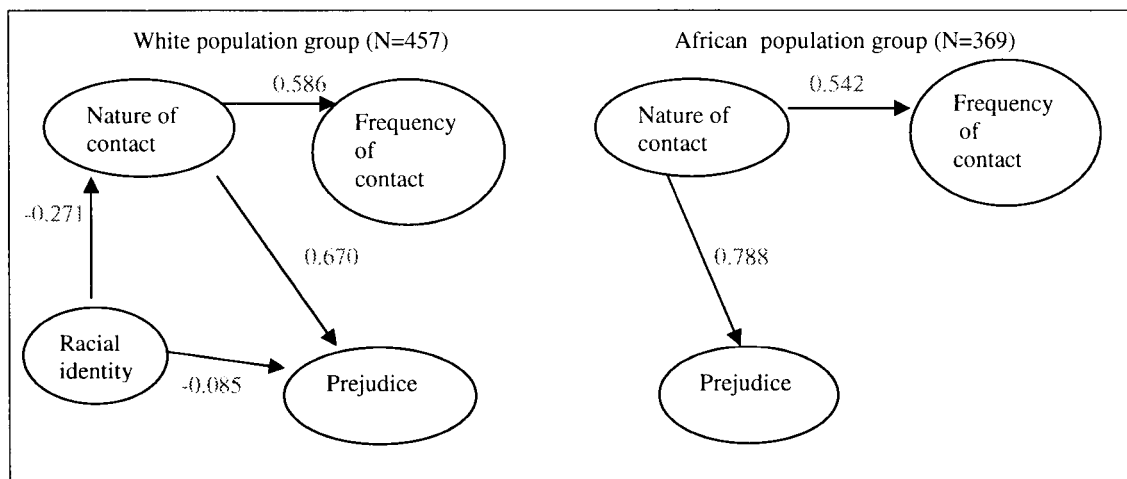 White population group (N=457)
0.586
Nature of
contact
Frequency
of
contact
-0.271
0.670
Racial
identity
-0.085
Prejudice
African population group (N=369)
0.542
Nature of
contact
Frequency
of
contact
0.788
Prejudice